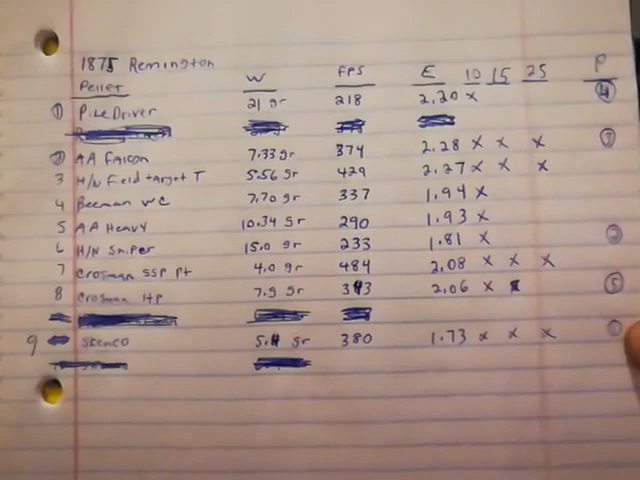 1875 Remington
Pellet W FPS E 10 15 25 P
① PileDriver 21 gr 218 2.20 x ④
② AA Falcon 7.33 gr 374 2.28 x x x ③
3 H/N Field target T 5.56 gr 429 2.27 x x x
4 Beeman WC 7.70 gr 337 1.94 x
5 AA Heavy 10.34 gr 290 1.93 x
6 H/N Sniper 15.0 gr 233 1.81 x ②
7 Crosman SSP Pt 4.0 gr 484 2.08 x x x
8 Crosman HP 7.9 gr 343 2.06 x ⑤
9 Skenco 5.4 gr 380 1.73 x x x ①